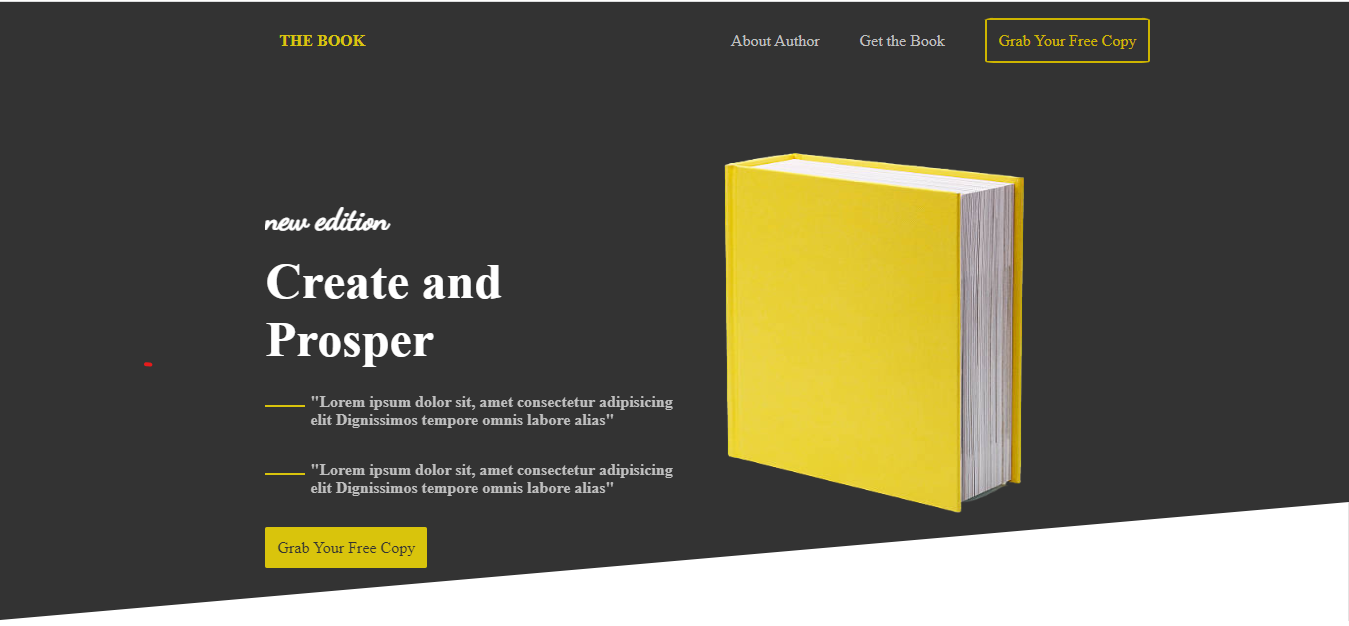 THE BOOK
About Author
Get the Book
Grab Your Free Copy
new edition
Create and
Prosper
"Lorem ipsum dolor sit, amet consectetur adipisicing
elit Dignissimos tempore omnis labore alias"
"Lorem ipsum dolor sit, amet consectetur adipisicing
elit Dignissimos tempore omnis labore alias"
Grab Your Free Copy